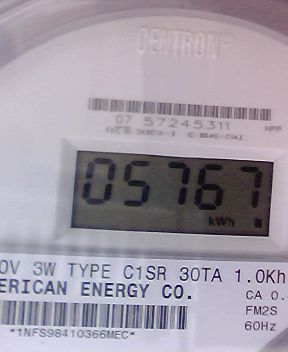 CENTRON®
07 57245311
HPP
05767
kWh
0V 3W TYPE C1SR 30TA 1.0Kh
ERICAN ENERGY CO.
CA 0.
FM2S
60Hz
*1NFS98410366MEC*